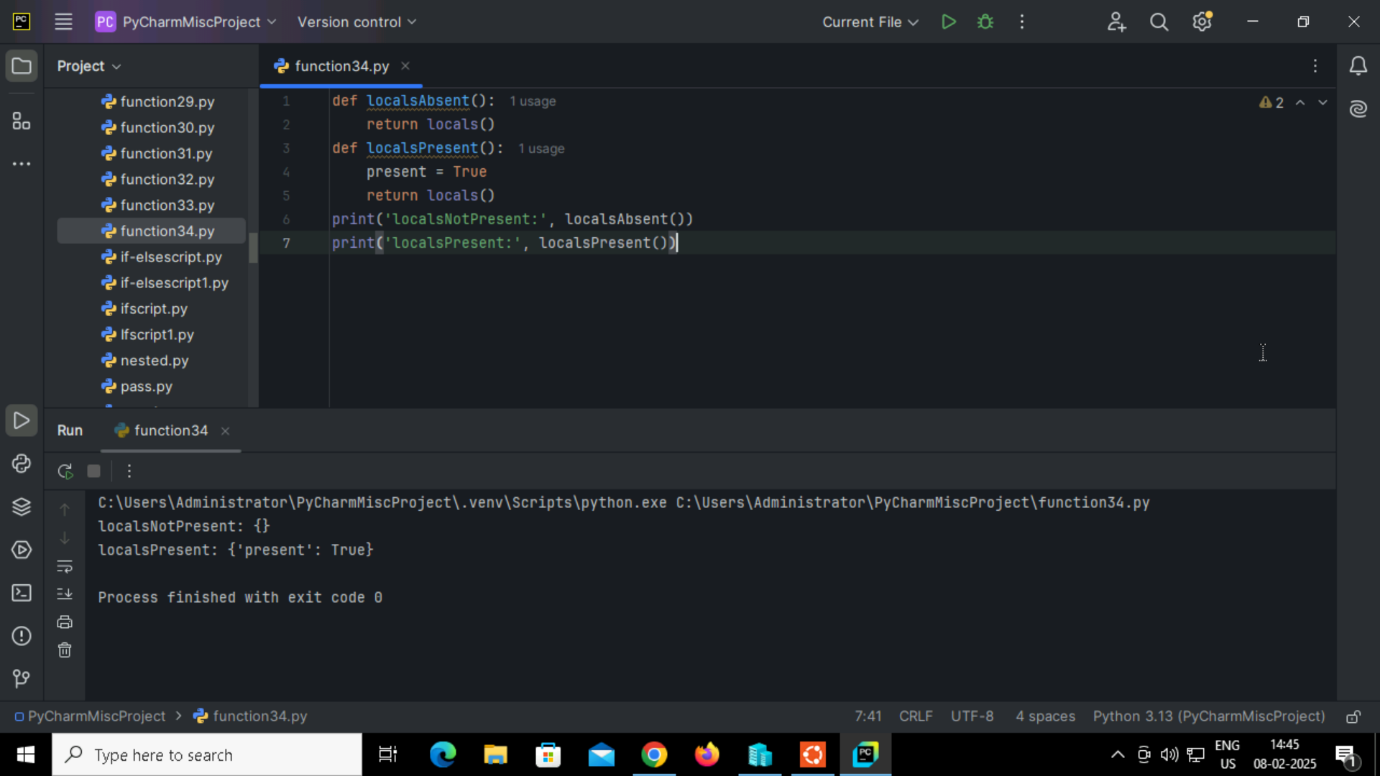 PC PC PyCharmMiscProject Version control Current File
Project function34.py
function29.py
function30.py
function31.py
function32.py
function33.py
function34.py
if-elsescript.py
if-elsescript1.py
ifscript.py
Ifscript1.py
nested.py
pass.py
1 def localsAbsent(): 1 usage 2
2 return locals()
3 def localsPresent(): 1 usage
4 present = True
5 return locals()
6 print('localsNotPresent:', localsAbsent())
7 print('localsPresent:', localsPresent())
Run function34
C:\Users\Administrator\PyCharmMiscProject\.venv\Scripts\python.exe C:\Users\Administrator\PyCharmMiscProject\function34.py
localsNotPresent: {}
localsPresent: {'present': True}
Process finished with exit code 0
PyCharmMiscProject > function34.py 7:41 CRLF UTF-8 4 spaces Python 3.13 (PyCharmMiscProject)
Type here to search PC ENG US 14:45 08-02-2025 1